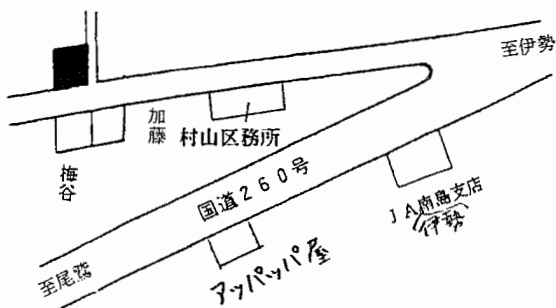 至伊勢
加藤
村山区務所
梅谷
国道260号
JA南島支店
(伊勢)
アッパッパ屋
至尾鷲